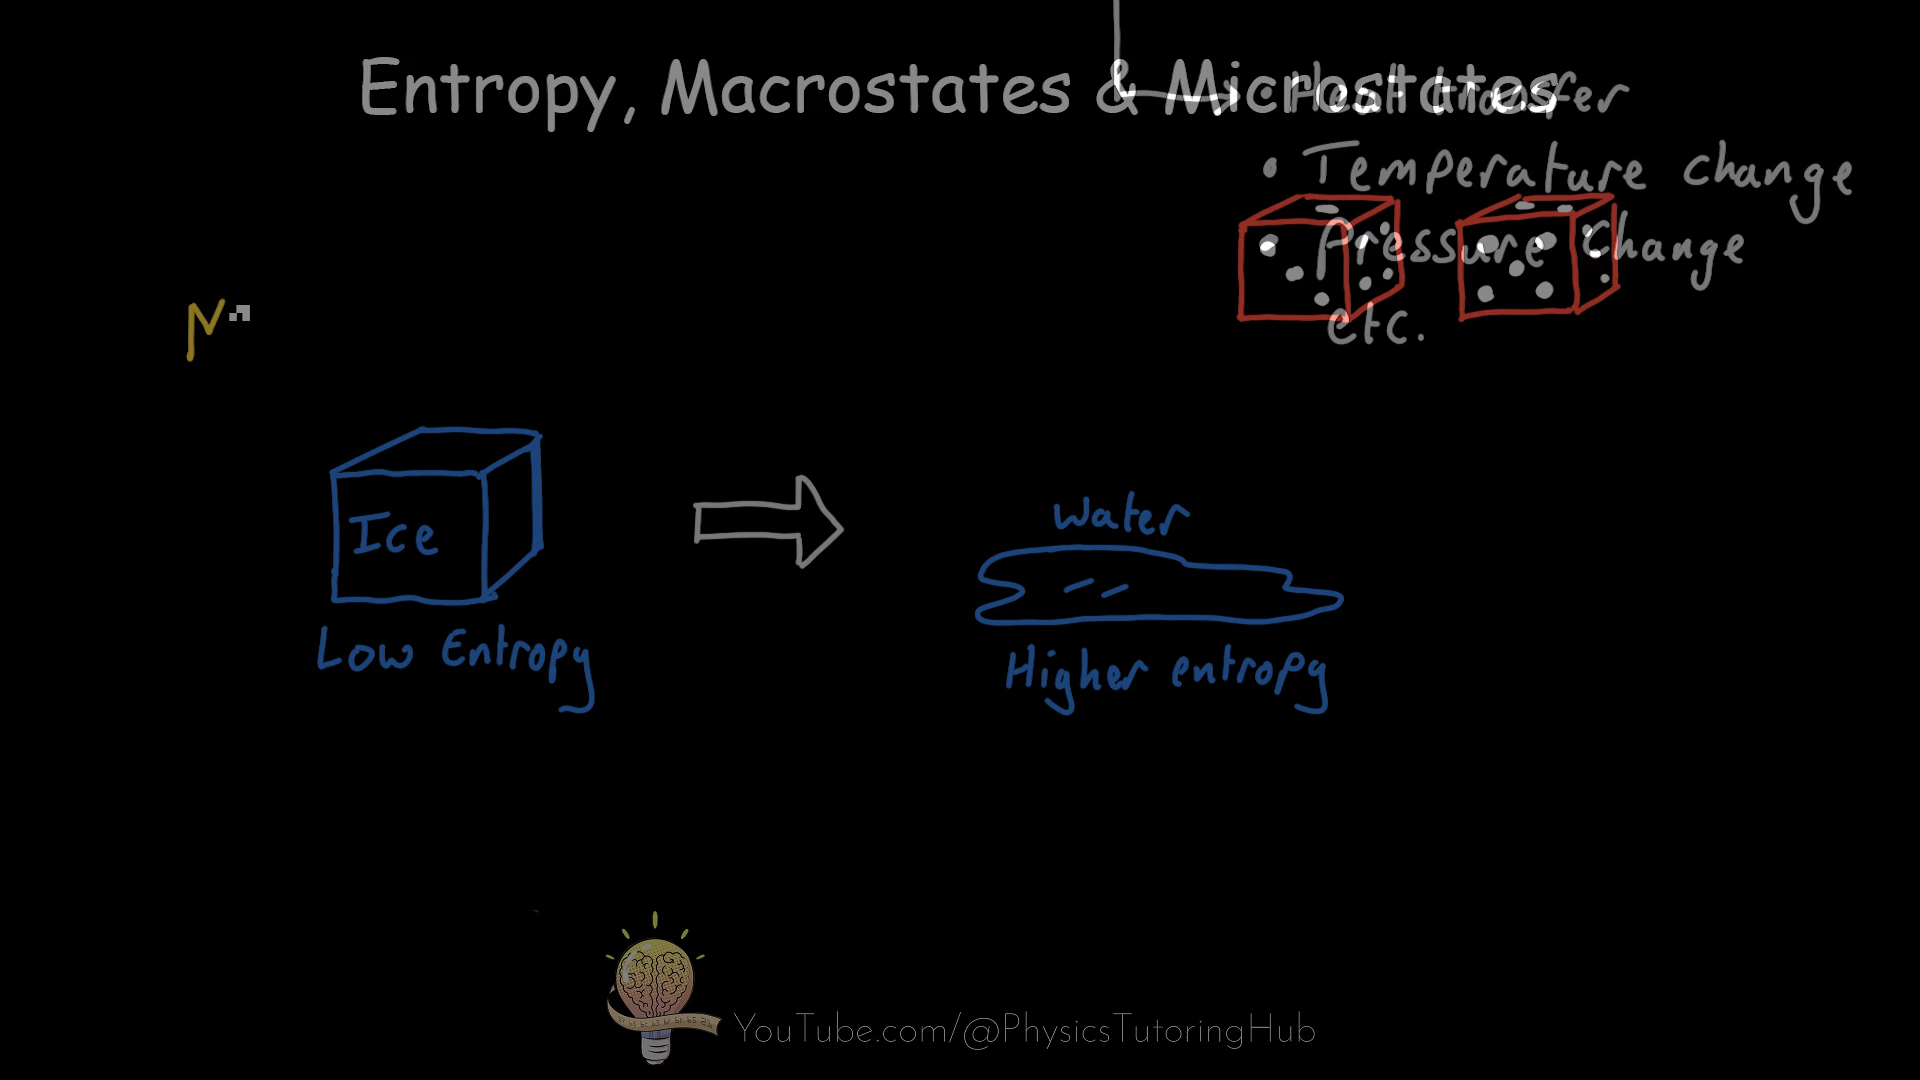 Entropy, Macrostates & Microstates
• Heat transfer
• Temperature change
Pressure change
etc.
Ice
Water
Low Entropy
Higher entropy
YouTube.com/@PhysicsTutoringHub